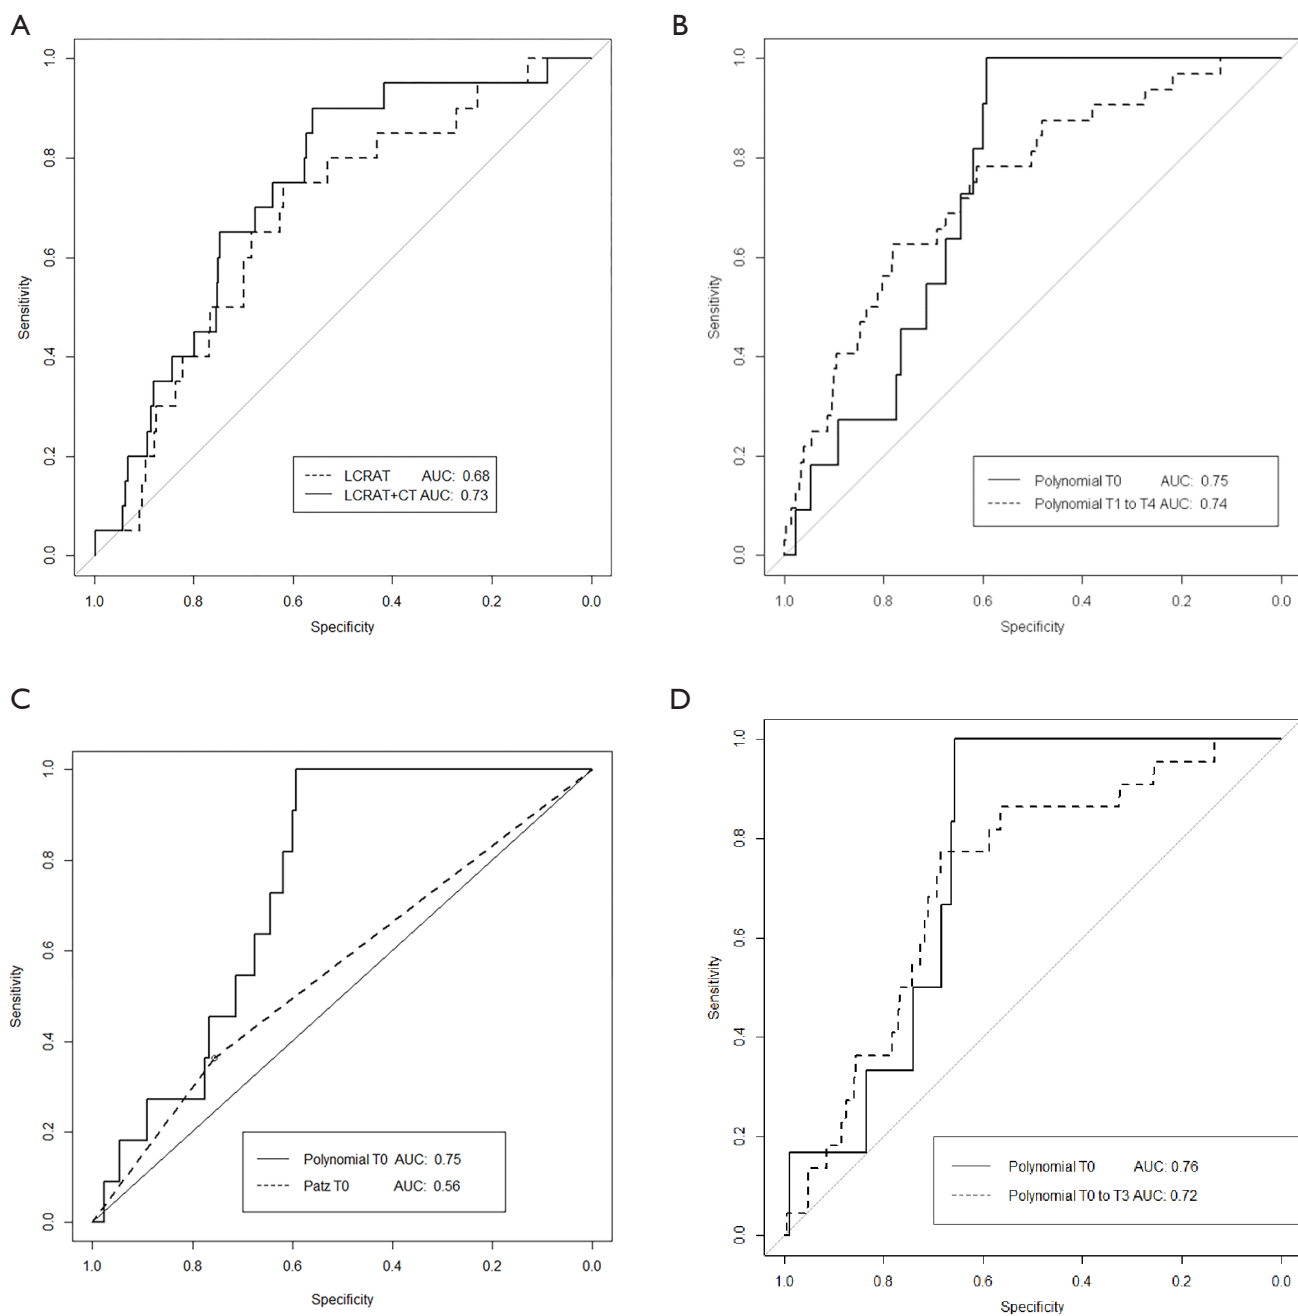 A
1.0
0.8
0.6
0.4
0.2
0.0
Sensitivity
LCRAT AUC: 0.68
LCRAT+CT AUC: 0.73
1.0 0.8 0.6 0.4 0.2 0.0
Specificity
B
1.0
0.8
0.6
0.4
0.2
0.0
Sensitivity
Polynomial T0 AUC: 0.75
Polynomial T1 to T4 AUC: 0.74
1.0 0.8 0.6 0.4 0.2 0.0
Specificity
C
1.0
0.8
0.6
0.4
0.2
0.0
Sensitivity
Polynomial T0 AUC: 0.75
Patz T0 AUC: 0.56
1.0 0.8 0.6 0.4 0.2 0.0
Specificity
D
1.0
0.8
0.6
0.4
0.2
0.0
Sensitivity
Polynomial T0 AUC: 0.76
Polynomial T0 to T3 AUC: 0.72
1.0 0.8 0.6 0.4 0.2 0.0
Specificity